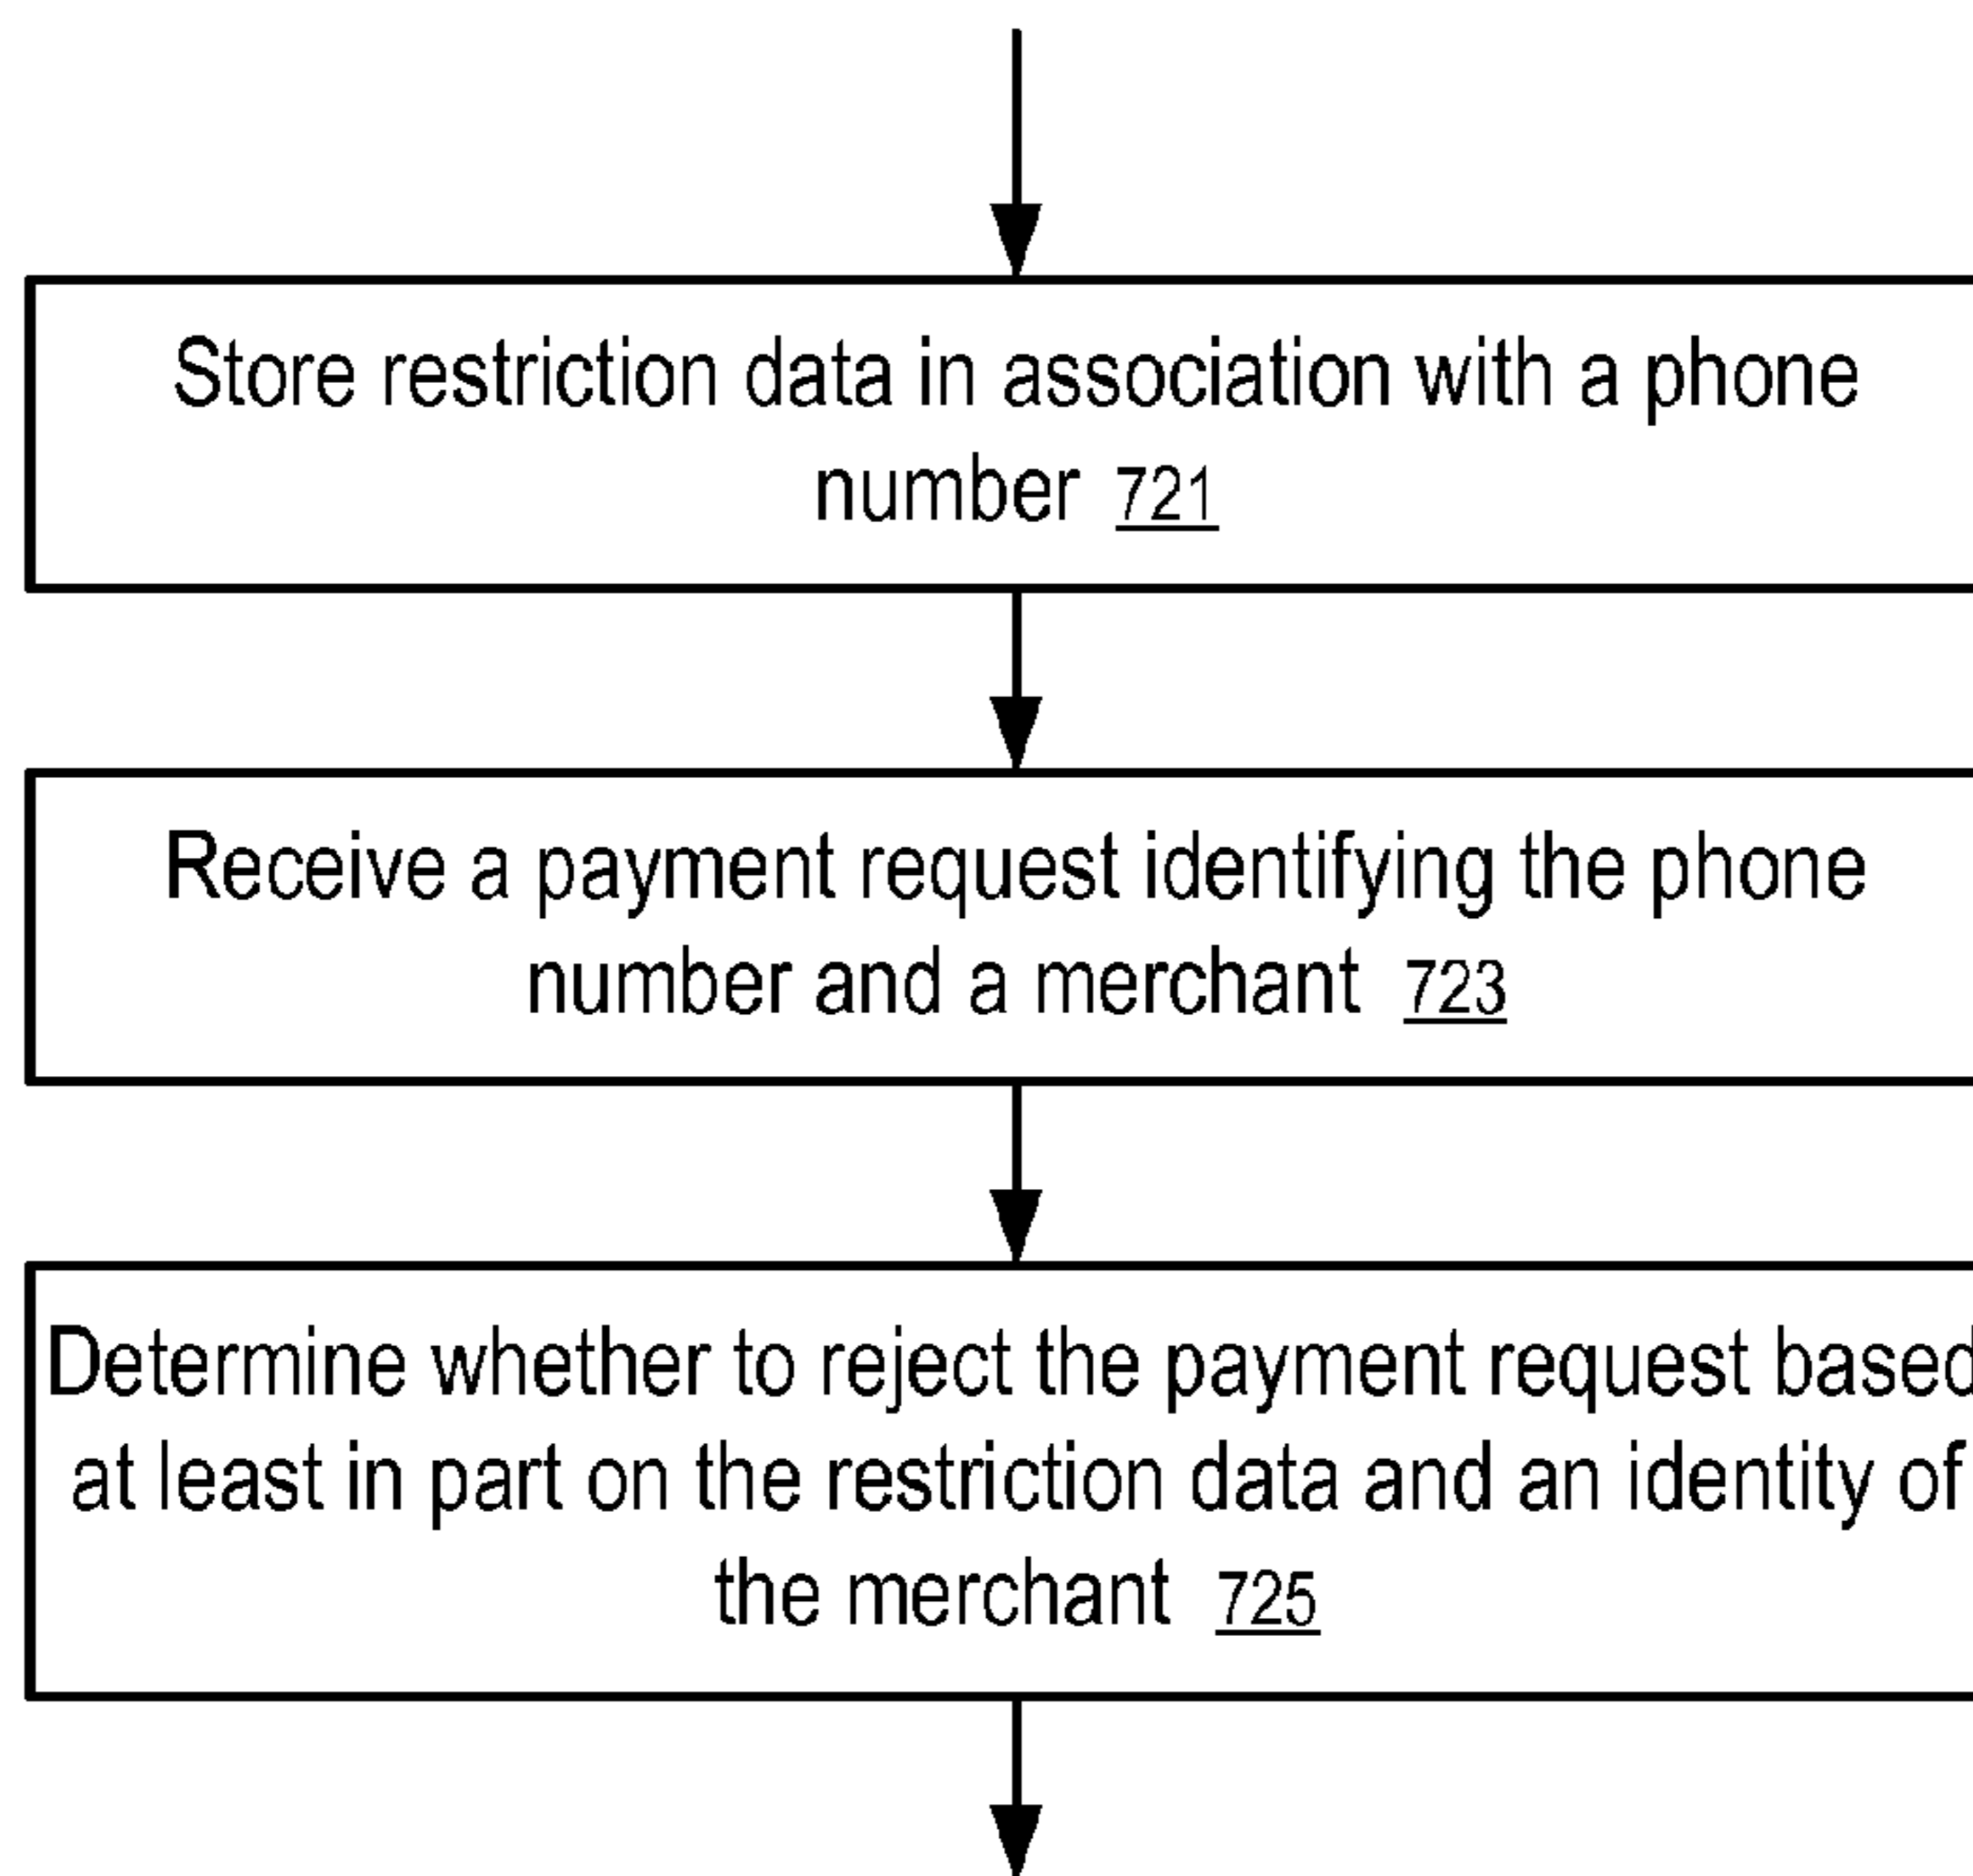 Store restriction data in association with a phone
number 721
Receive a payment request identifying the phone
number and a merchant 723
Determine whether to reject the payment request based
at least in part on the restriction data and an identity of
the merchant 725